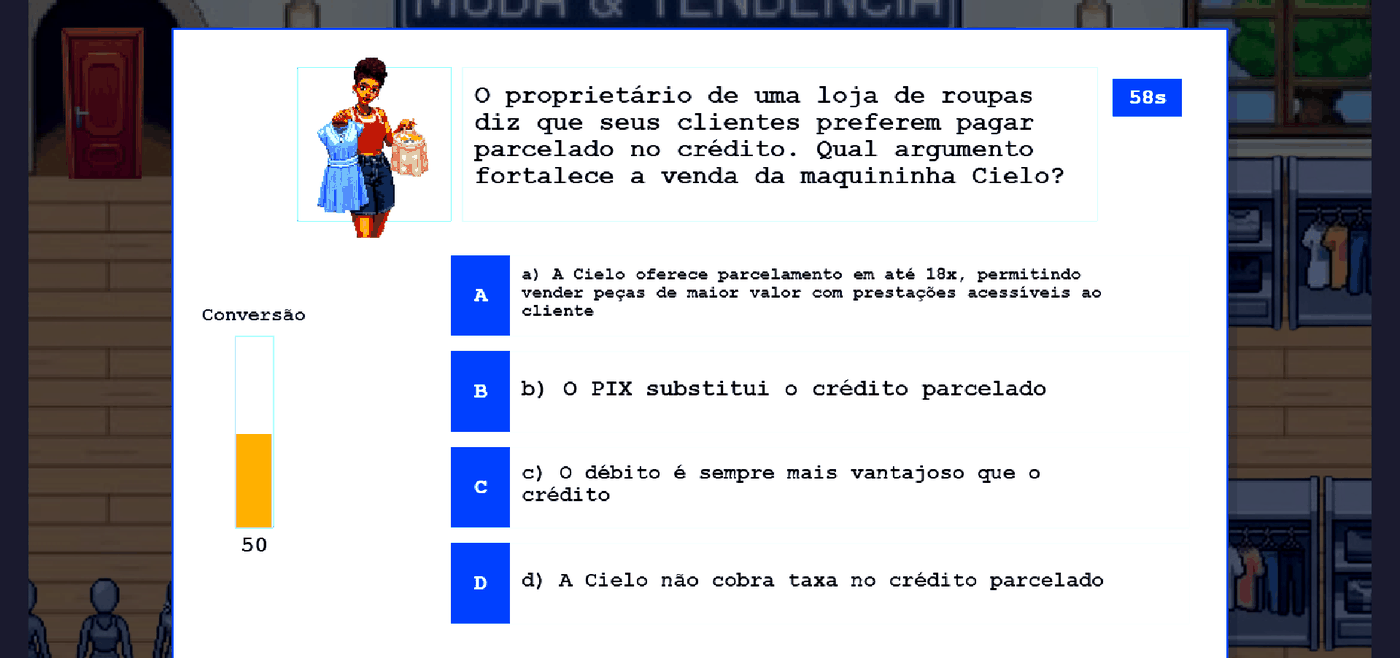 MODA & TENDÊNCIA
O proprietário de uma loja de roupas
diz que seus clientes preferem pagar
parcelado no crédito. Qual argumento
fortalece a venda da maquininha Cielo?
58s
A
a) A Cielo oferece parcelamento em até 18x, permitindo
vender peças de maior valor com prestações acessíveis ao
cliente
Conversão
50
B
b) O PIX substitui o crédito parcelado
C
c) O débito é sempre mais vantajoso que o
crédito
D
d) A Cielo não cobra taxa no crédito parcelado